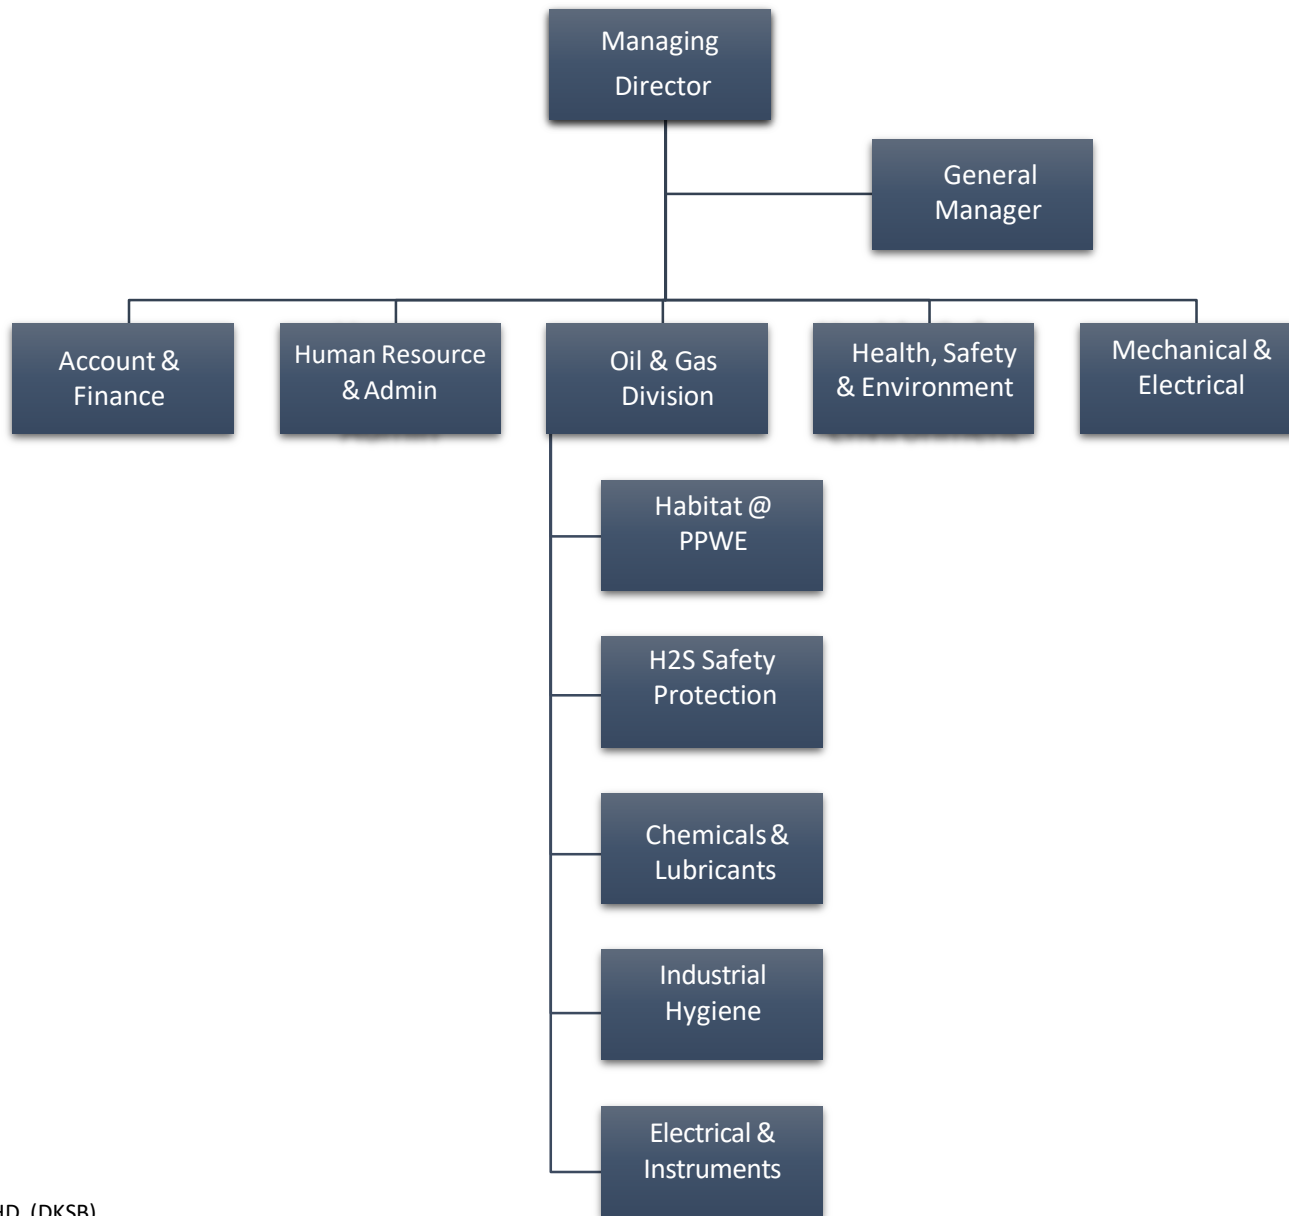 Managing
Director
General
Manager
Account &
Finance
Human Resource
& Admin
Oil & Gas
Division
Health, Safety
& Environment
Mechanical &
Electrical
Habitat @
PPWE
H2S Safety
Protection
Chemicals &
Lubricants
Industrial
Hygiene
Electrical &
Instruments
HD (DKSB)